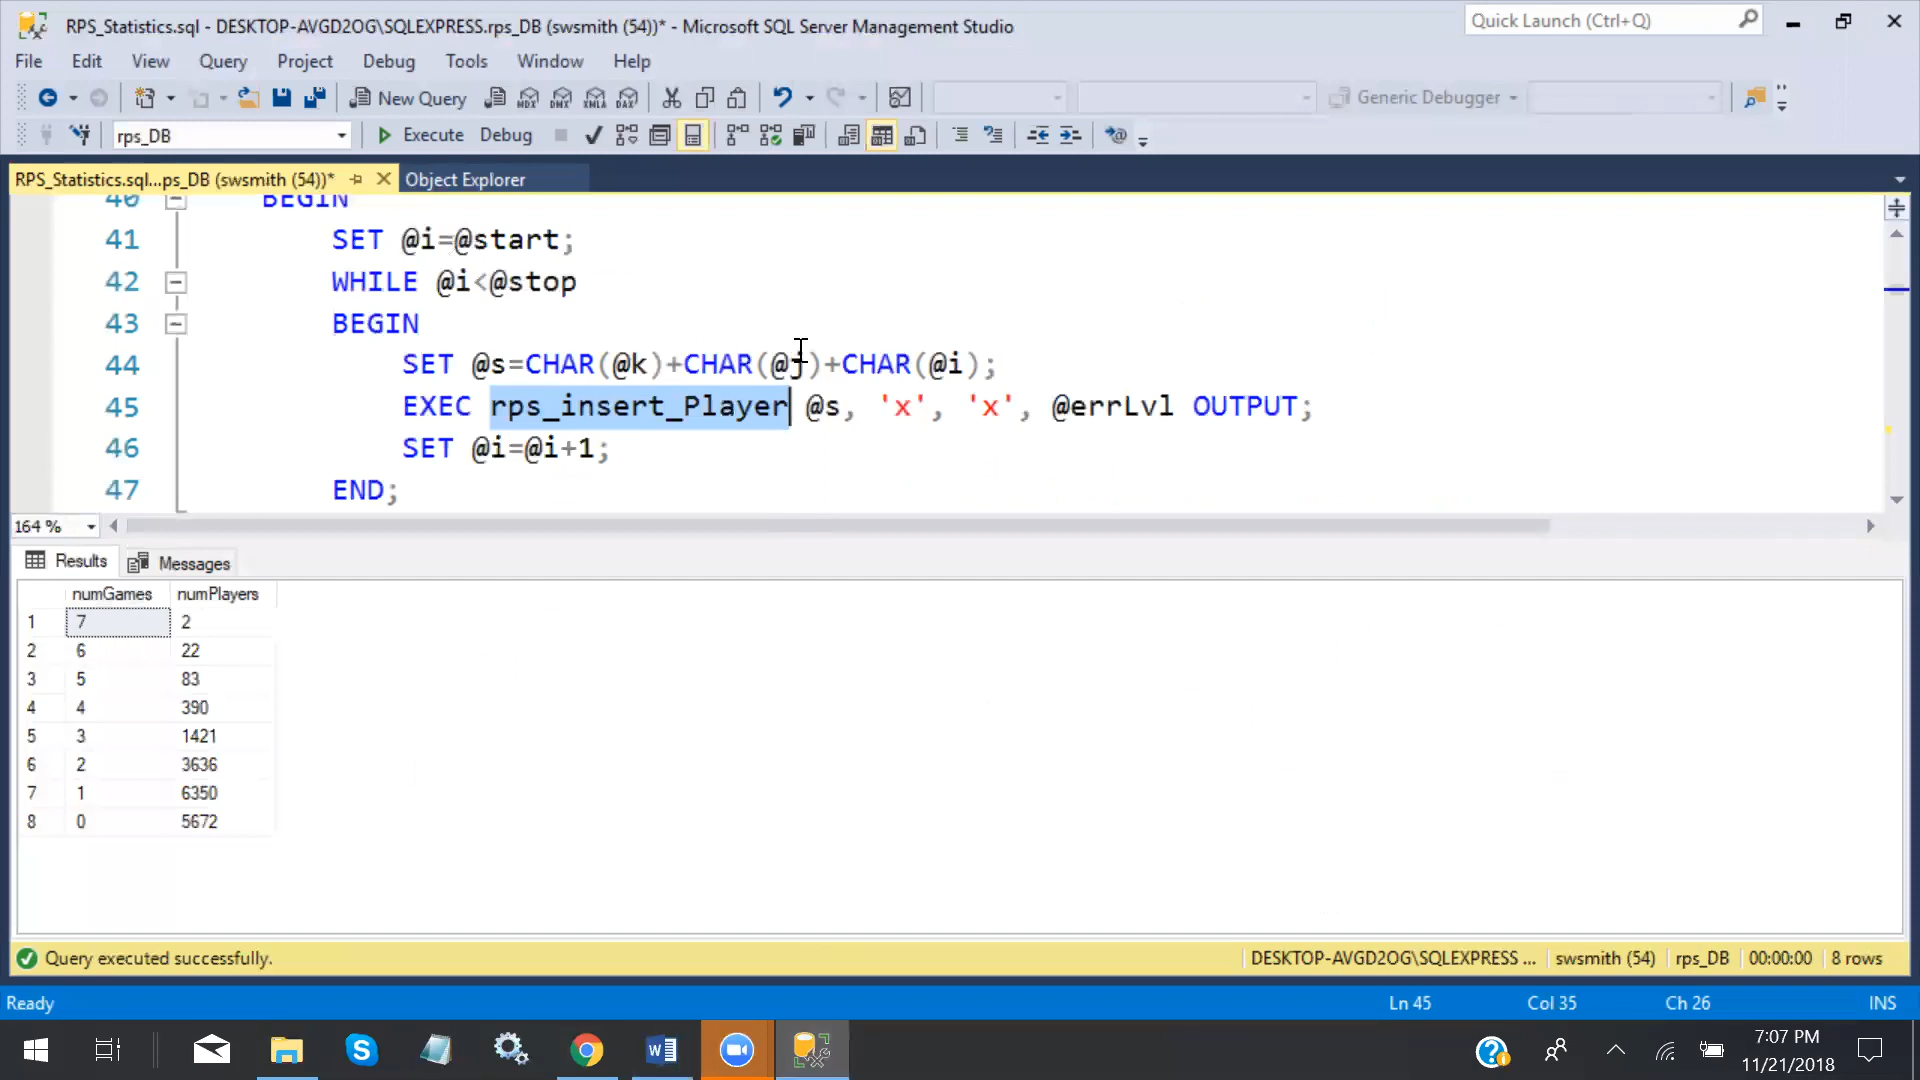 RPS_Statistics.sql - DESKTOP-AVGD2OG\SQLEXPRESS.rps_DB (swsmith (54))* - Microsoft SQL Server Management Studio
Quick Launch (Ctrl+Q)
File Edit View Query Project Debug Tools Window Help
New Query
Generic Debugger
rps_DB
Execute Debug
RPS_Statistics.sql...ps_DB (swsmith (54))* Object Explorer
40 BEGIN
41 SET @i=@start;
42 WHILE @i<@stop
43 BEGIN
44 SET @s=CHAR(@k)+CHAR(@j)+CHAR(@i);
45 EXEC rps_insert_Player @s, 'x', 'x', @errLvl OUTPUT;
46 SET @i=@i+1;
47 END;
164 %
Results Messages
numGames numPlayers
1 7 2
2 6 22
3 5 83
4 4 390
5 3 1421
6 2 3636
7 1 6350
8 0 5672
Query executed successfully. DESKTOP-AVGD2OG\SQLEXPRESS ... swsmith (54) rps_DB 00:00:00 8 rows
Ready Ln 45 Col 35 Ch 26 INS
7:07 PM
11/21/2018